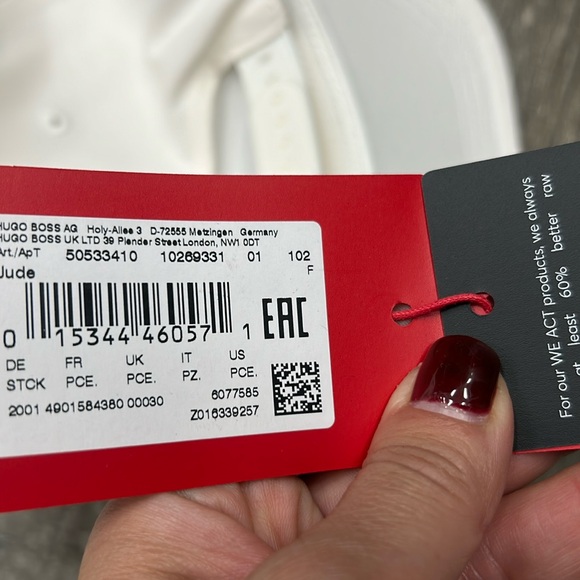 HUGO BOSS AG Holy-Allee 3 D-72555 Metzingen Germany
HUGO BOSS UK LTD 39 Plender Street London, NW1 0DT
Art./ApT 50533410 10269331 01 102
Jude F
0 15344 46057 1 EAC
DE FR UK IT US
STCK PCE. PCE. PZ. PCE.
6077585
2001 4901584380 00030 Z016339257
For our WE ACT products, we always
at least 60% better raw